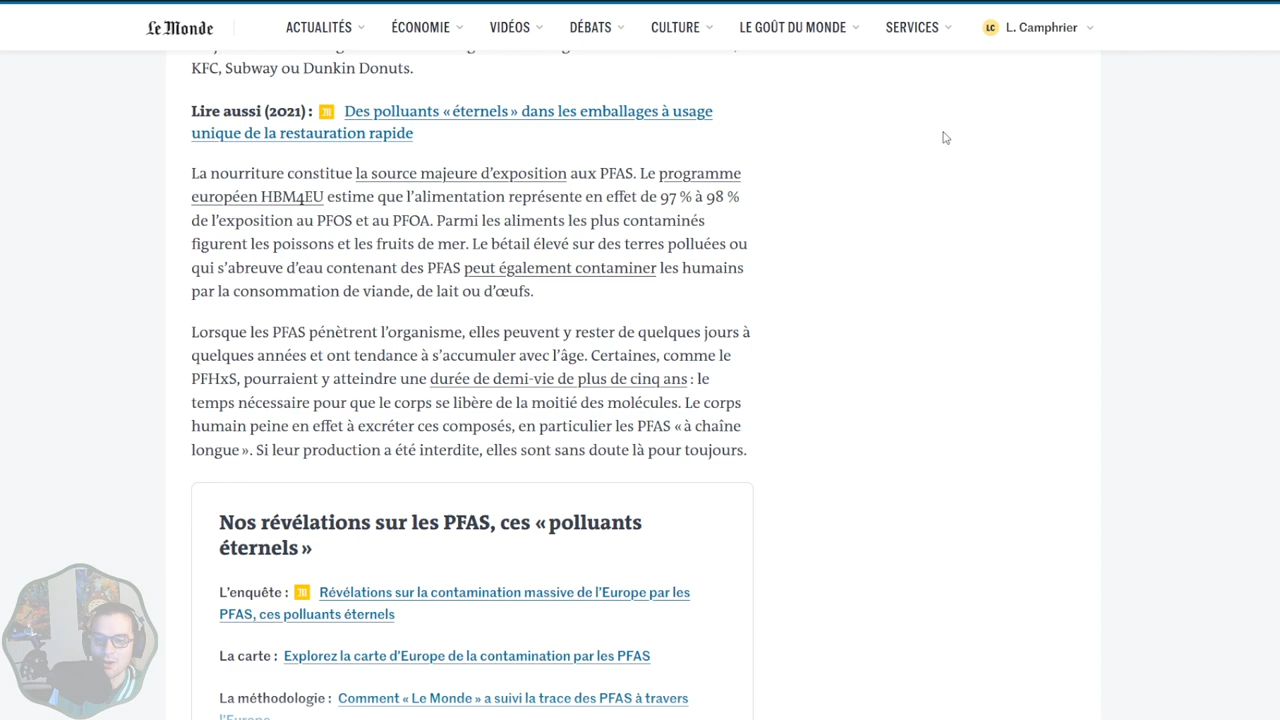 Le Monde
ACTUALITÉS
ÉCONOMIE
VIDÉOS
DÉBATS
CULTURE
LE GOÛT DU MONDE
SERVICES
LC
L. Camphrier
KFC, Subway ou Dunkin Donuts.
Lire aussi (2021) : Des polluants « éternels » dans les emballages à usage
unique de la restauration rapide
La nourriture constitue la source majeure d’exposition aux PFAS. Le programme
européen HBM4EU estime que l’alimentation représente en effet de 97 % à 98 %
de l’exposition au PFOS et au PFOA. Parmi les aliments les plus contaminés
figurent les poissons et les fruits de mer. Le bétail élevé sur des terres polluées ou
qui s’abreuve d’eau contenant des PFAS peut également contaminer les humains
par la consommation de viande, de lait ou d’œufs.
Lorsque les PFAS pénètrent l’organisme, elles peuvent y rester de quelques jours à
quelques années et ont tendance à s’accumuler avec l’âge. Certaines, comme le
PFHxS, pourraient y atteindre une durée de demi-vie de plus de cinq ans : le
temps nécessaire pour que le corps se libère de la moitié des molécules. Le corps
humain peine en effet à excréter ces composés, en particulier les PFAS « à chaîne
longue ». Si leur production a été interdite, elles sont sans doute là pour toujours.
Nos révélations sur les PFAS, ces « polluants
éternels »
L’enquête : Révélations sur la contamination massive de l’Europe par les
PFAS, ces polluants éternels
La carte : Explorez la carte d’Europe de la contamination par les PFAS
La méthodologie : Comment « Le Monde » a suivi la trace des PFAS à travers
l’Europe